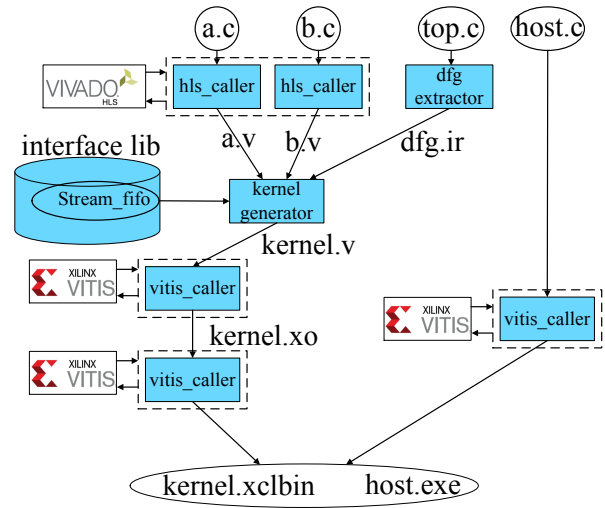 a.c
b.c
top.c
host.c
VIVADO
HLS
hls_caller
hls_caller
dfg
extractor
a.v
b.v
dfg.ir
interface lib
Stream_fifo
kernel
generator
kernel.v
XILINX
VITIS
vitis_caller
XILINX
VITIS
vitis_caller
kernel.xo
XILINX
VITIS
vitis_caller
kernel.xclbin
host.exe